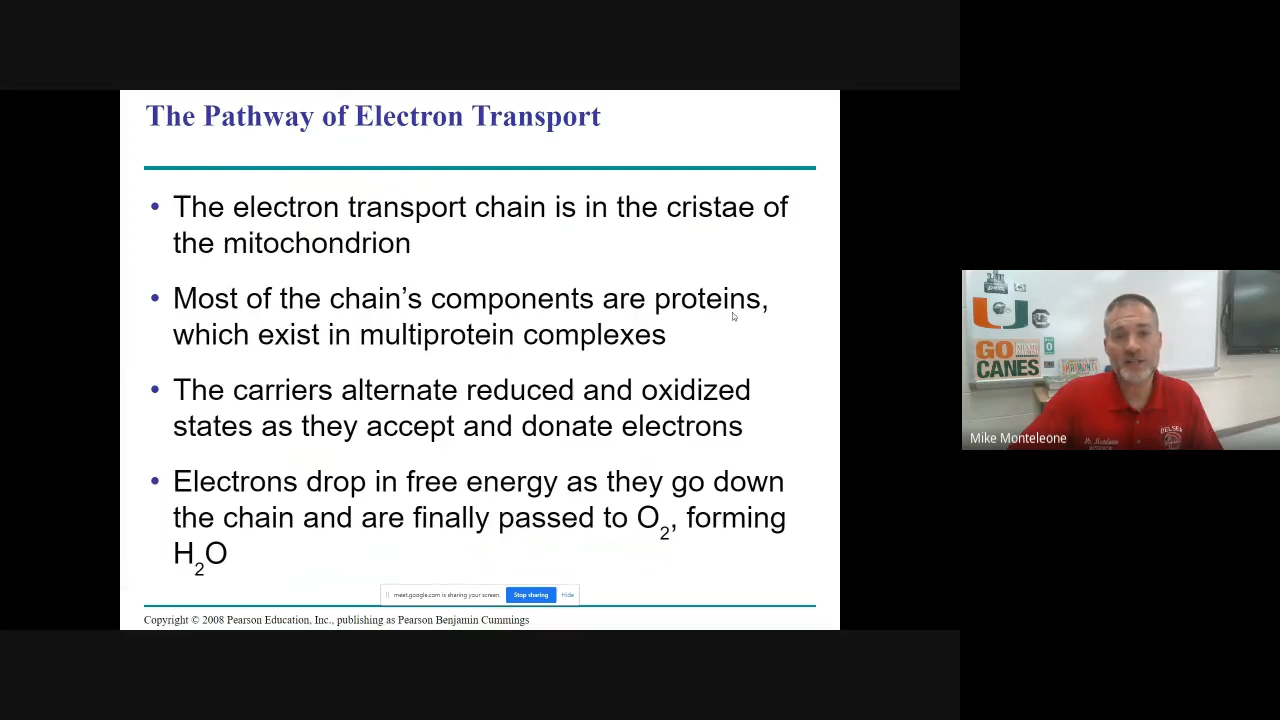 The Pathway of Electron Transport
• The electron transport chain is in the cristae of
the mitochondrion
• Most of the chain’s components are proteins,
which exist in multiprotein complexes
• The carriers alternate reduced and oxidized
states as they accept and donate electrons
• Electrons drop in free energy as they go down
the chain and are finally passed to O2, forming
H2O
meet.google.com is sharing your screen. Stop sharing Hide
Copyright © 2008 Pearson Education, Inc., publishing as Pearson Benjamin Cummings
U
GO
CANES
DELSEA
Mike Monteleone